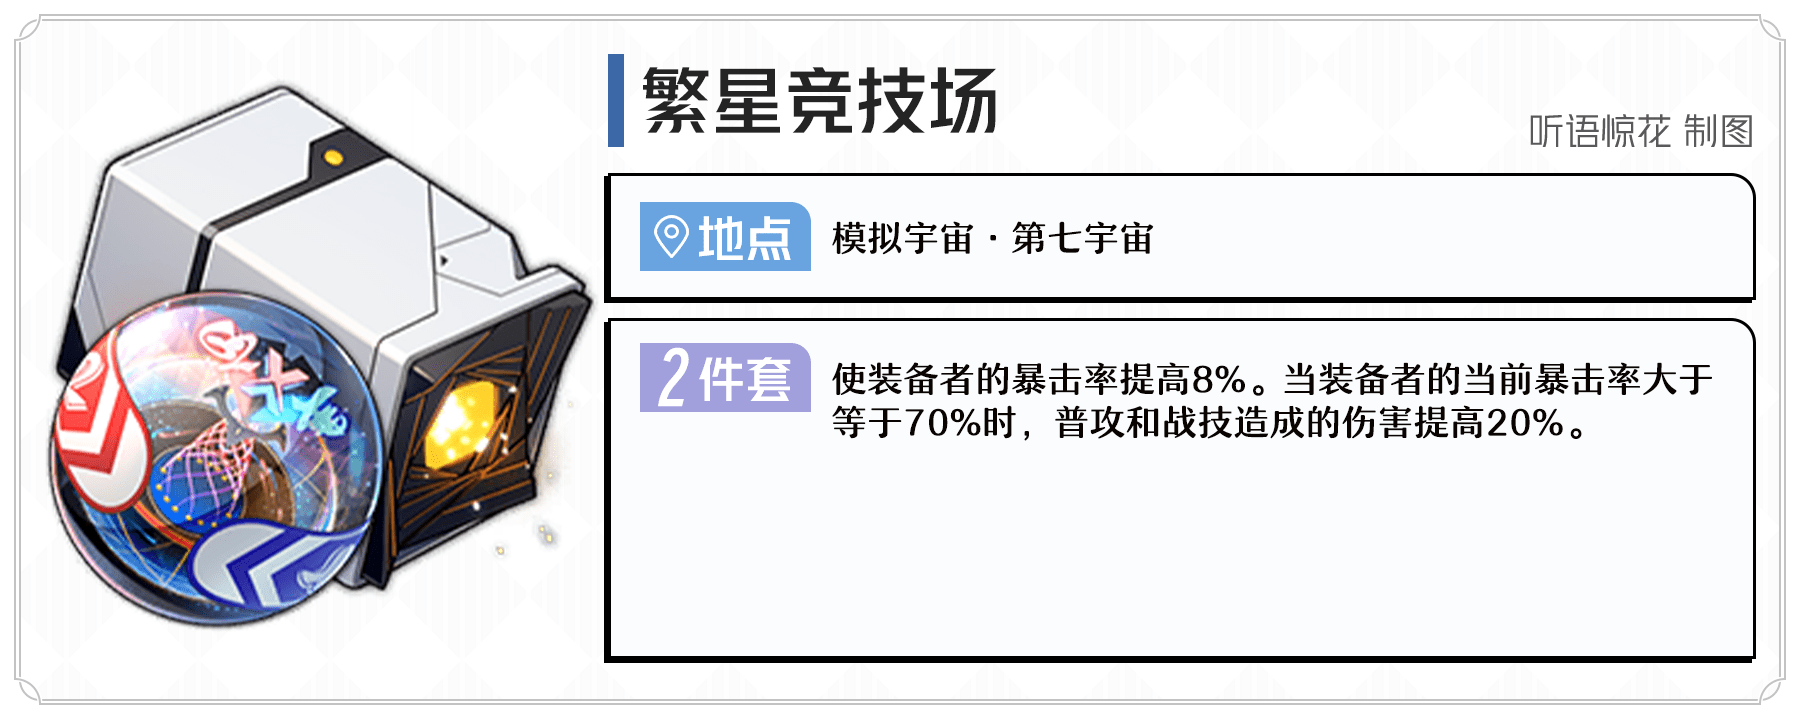 繁星竞技场
听语惊花 制图
地点
模拟宇宙·第七宇宙
2件套
使装备者的暴击率提高8%。当装备者的当前暴击率大于
等于70%时，普攻和战技造成的伤害提高20%。